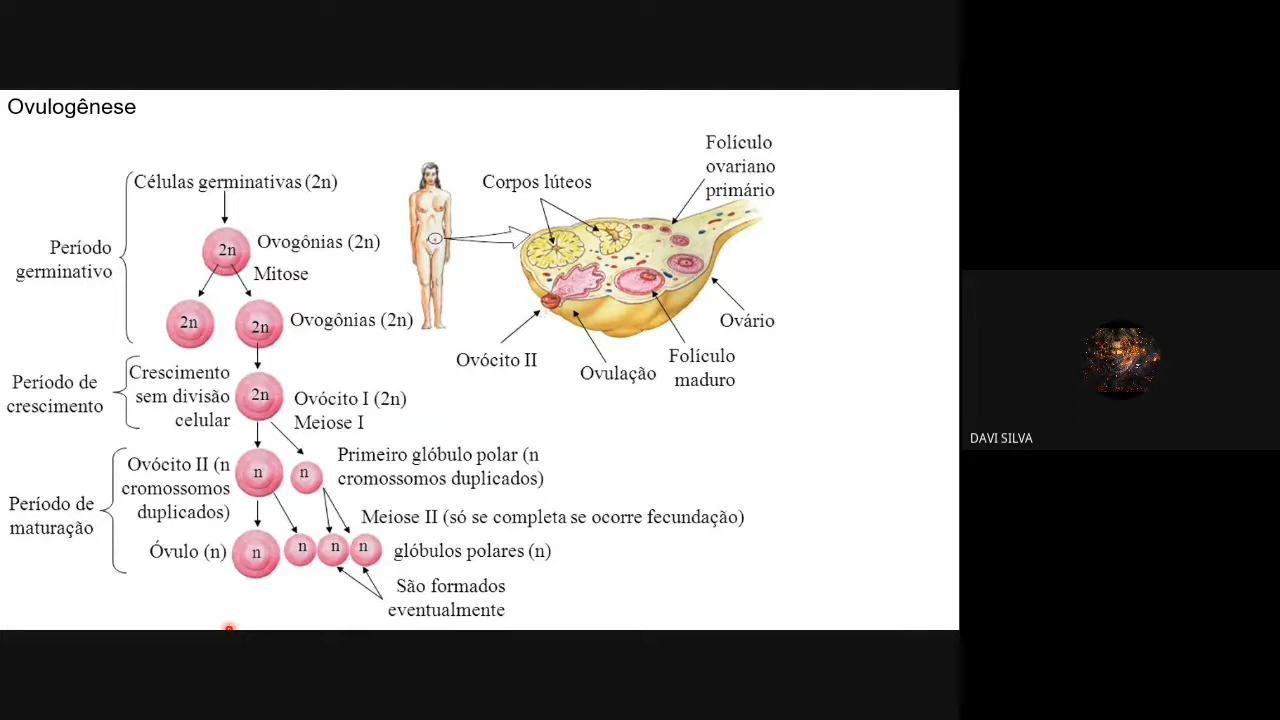 Ovulogênese
Células germinativas (2n)
Período
germinativo
2n
Ovogônias (2n)
Mitose
2n
2n
Ovogônias (2n)
Período de
crescimento
Crescimento
sem divisão
celular
2n
Ovócito I (2n)
Meiose I
Período de
maturação
Ovócito II (n
cromossomos
duplicados)
n
n
Primeiro glóbulo polar (n
cromossomos duplicados)
Meiose II (só se completa se ocorre fecundação)
Óvulo (n)
n
n
n
n
glóbulos polares (n)
São formados
eventualmente
Corpos lúteos
Folículo
ovariano
primário
Ovário
Ovócito II
Ovulação
Folículo
maduro
DAVI SILVA